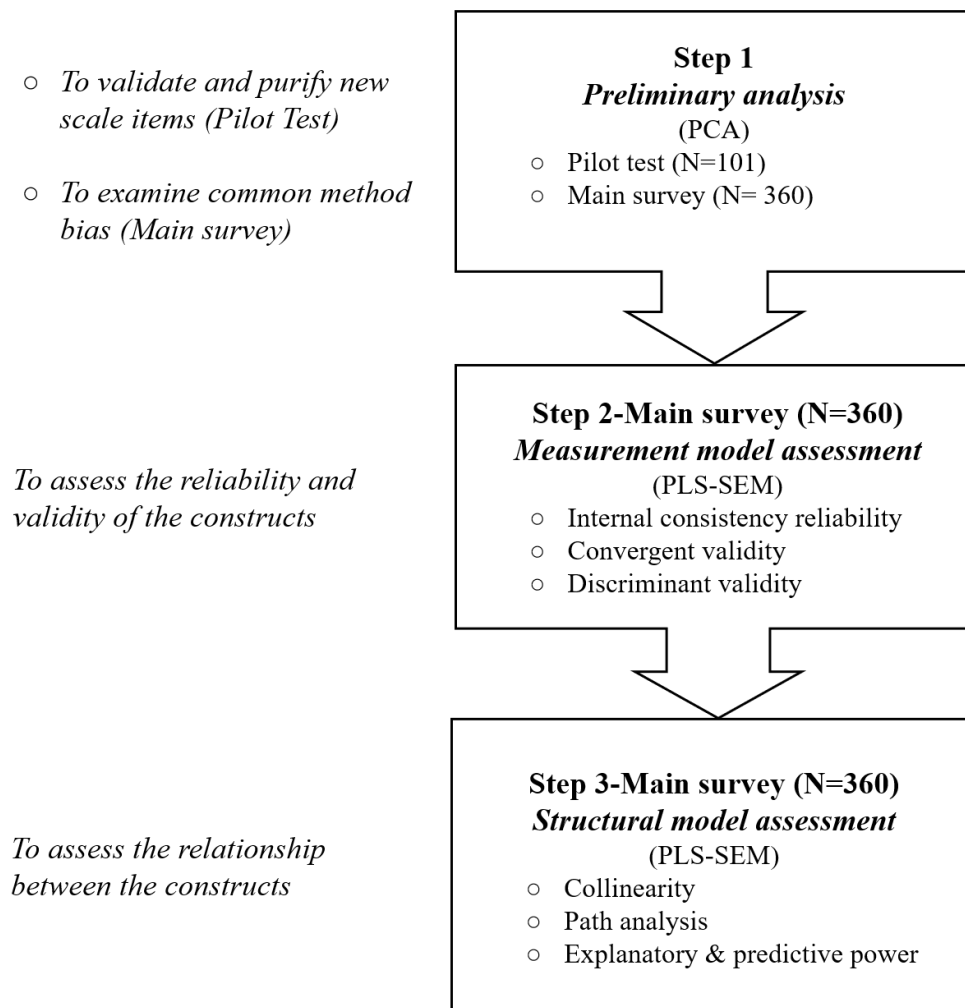 ○ To validate and purify new
scale items (Pilot Test)
○ To examine common method
bias (Main survey)
Step 1
Preliminary analysis
(PCA)
○ Pilot test (N=101)
○ Main survey (N= 360)
To assess the reliability and
validity of the constructs
Step 2-Main survey (N=360)
Measurement model assessment
(PLS-SEM)
○ Internal consistency reliability
○ Convergent validity
○ Discriminant validity
To assess the relationship
between the constructs
Step 3-Main survey (N=360)
Structural model assessment
(PLS-SEM)
○ Collinearity
○ Path analysis
○ Explanatory & predictive power